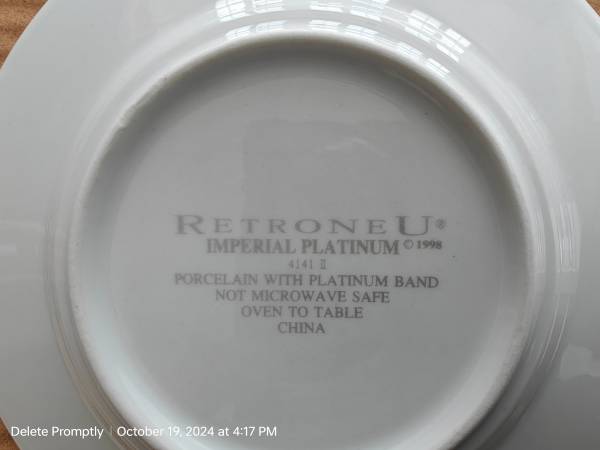 RETRONEU®
IMPERIAL PLATINUM © 1998
4141 II
PORCELAIN WITH PLATINUM BAND
NOT MICROWAVE SAFE
OVEN TO TABLE
CHINA
Delete Promptly | October 19, 2024 at 4:17 PM